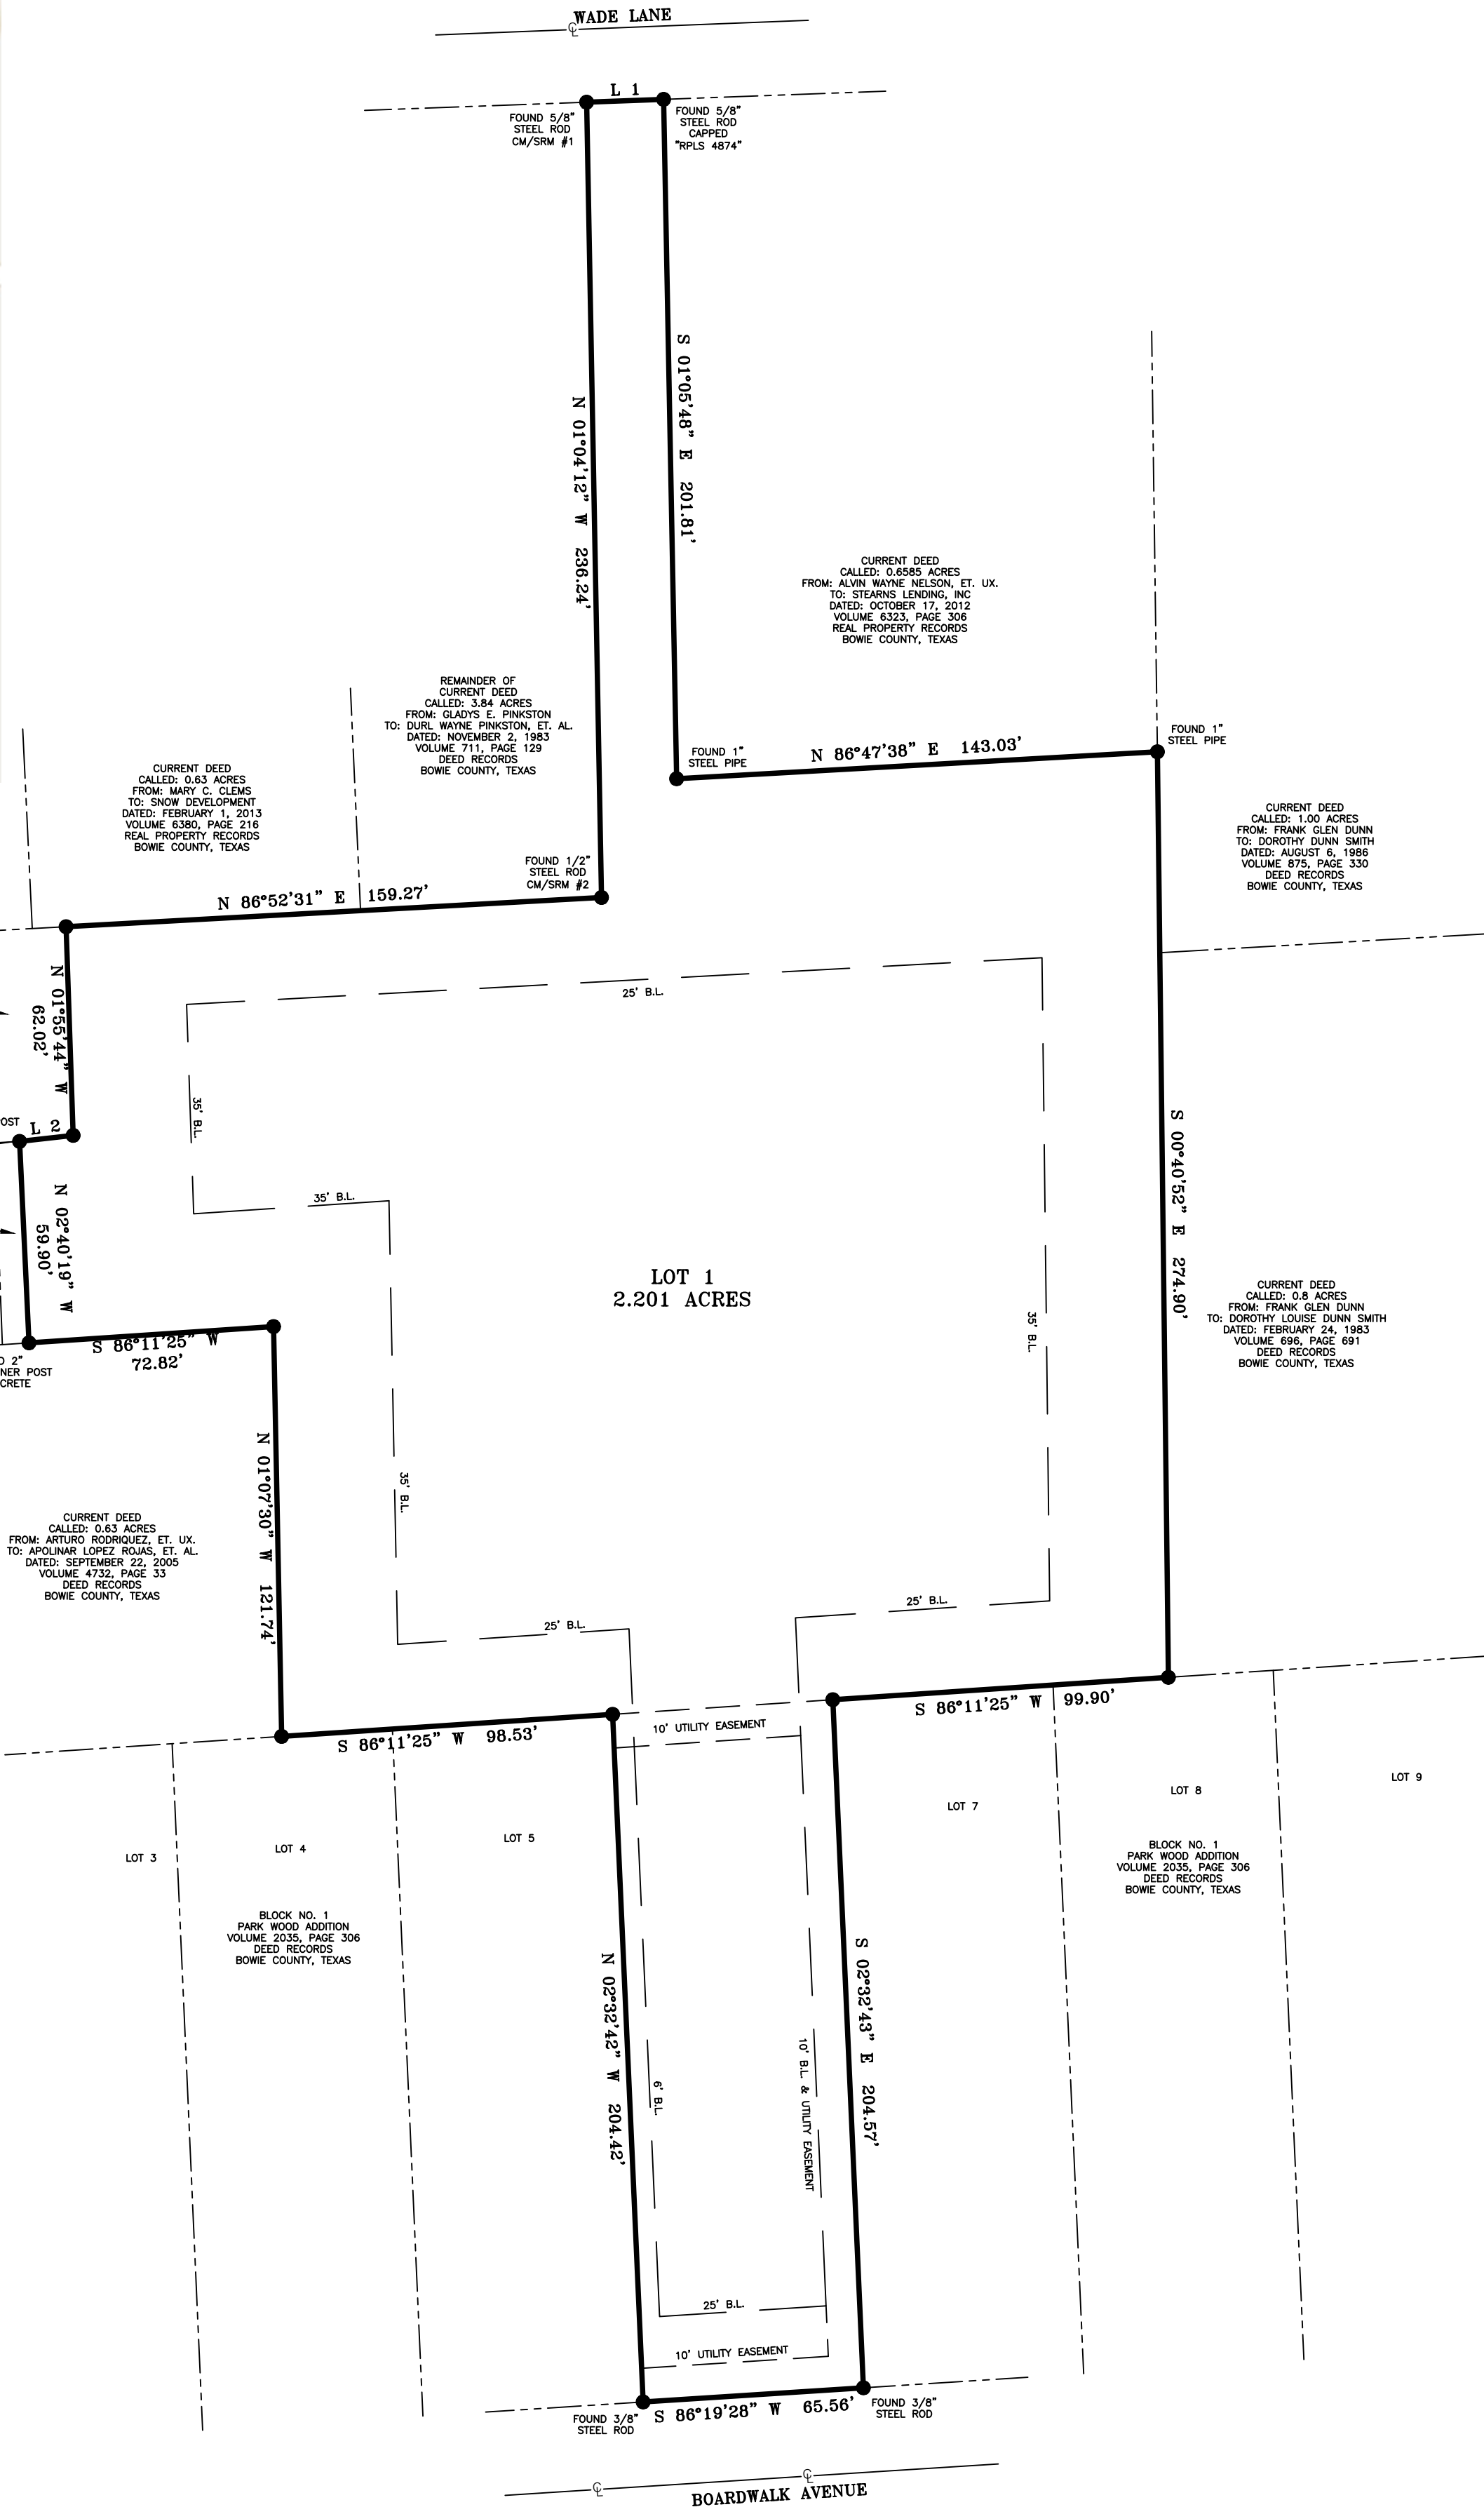 WADE LANE
L 1
FOUND 5/8"
STEEL ROD
CM/SRM #1
FOUND 5/8"
STEEL ROD
CAPPED
"RPLS 4874"
S 01°05'48" E 201.81'
N 01°04'12" W 236.24'
CURRENT DEED
CALLED: 0.6585 ACRES
FROM: ALVIN WAYNE NELSON, ET. UX.
TO: STEARNS LENDING, INC
DATED: OCTOBER 17, 2012
VOLUME 6323, PAGE 306
REAL PROPERTY RECORDS
BOWIE COUNTY, TEXAS
REMAINDER OF
CURRENT DEED
CALLED: 3.84 ACRES
FROM: GLADYS E. PINKSTON
TO: DURL WAYNE PINKSTON, ET. AL.
DATED: NOVEMBER 2, 1983
VOLUME 711, PAGE 129
DEED RECORDS
BOWIE COUNTY, TEXAS
FOUND 1"
STEEL PIPE
N 86°47'38" E 143.03'
FOUND 1"
STEEL PIPE
CURRENT DEED
CALLED: 0.63 ACRES
FROM: MARY C. CLEMS
TO: SNOW DEVELOPMENT
DATED: FEBRUARY 1, 2013
VOLUME 6380, PAGE 216
REAL PROPERTY RECORDS
BOWIE COUNTY, TEXAS
CURRENT DEED
CALLED: 1.00 ACRES
FROM: FRANK GLEN DUNN
TO: DOROTHY DUNN SMITH
DATED: AUGUST 6, 1986
VOLUME 875, PAGE 330
DEED RECORDS
BOWIE COUNTY, TEXAS
FOUND 1/2"
STEEL ROD
CM/SRM #2
N 86°52'31" E 159.27'
N 01°55'44" W
62.02'
25' B.L.
35' B.L.
OST
L 2
35' B.L.
N 02°40'19" W
59.90'
S 00°40'52" E 274.90'
LOT 1
2.201 ACRES
35' B.L.
CURRENT DEED
CALLED: 0.8 ACRES
FROM: FRANK GLEN DUNN
TO: DOROTHY LOUISE DUNN SMITH
DATED: FEBRUARY 24, 1983
VOLUME 696, PAGE 691
DEED RECORDS
BOWIE COUNTY, TEXAS
S 86°11'25" W
72.82'
2"
NER POST
CRETE
N 01°07'30" W 121.74'
35' B.L.
CURRENT DEED
CALLED: 0.63 ACRES
FROM: ARTURO RODRIQUEZ, ET. UX.
TO: APOLINAR LOPEZ ROJAS, ET. AL.
DATED: SEPTEMBER 22, 2005
VOLUME 4732, PAGE 33
DEED RECORDS
BOWIE COUNTY, TEXAS
25' B.L.
25' B.L.
S 86°11'25" W 99.90'
S 86°11'25" W 98.53'
10' UTILITY EASEMENT
LOT 3
LOT 4
LOT 5
LOT 7
LOT 8
LOT 9
BLOCK NO. 1
PARK WOOD ADDITION
VOLUME 2035, PAGE 306
DEED RECORDS
BOWIE COUNTY, TEXAS
BLOCK NO. 1
PARK WOOD ADDITION
VOLUME 2035, PAGE 306
DEED RECORDS
BOWIE COUNTY, TEXAS
N 02°32'42" W 204.42'
S 02°32'43" E 204.57'
6' B.L.
10' B.L. & UTILITY EASEMENT
25' B.L.
10' UTILITY EASEMENT
S 86°19'28" W 65.56'
FOUND 3/8"
STEEL ROD
FOUND 3/8"
STEEL ROD
BOARDWALK AVENUE